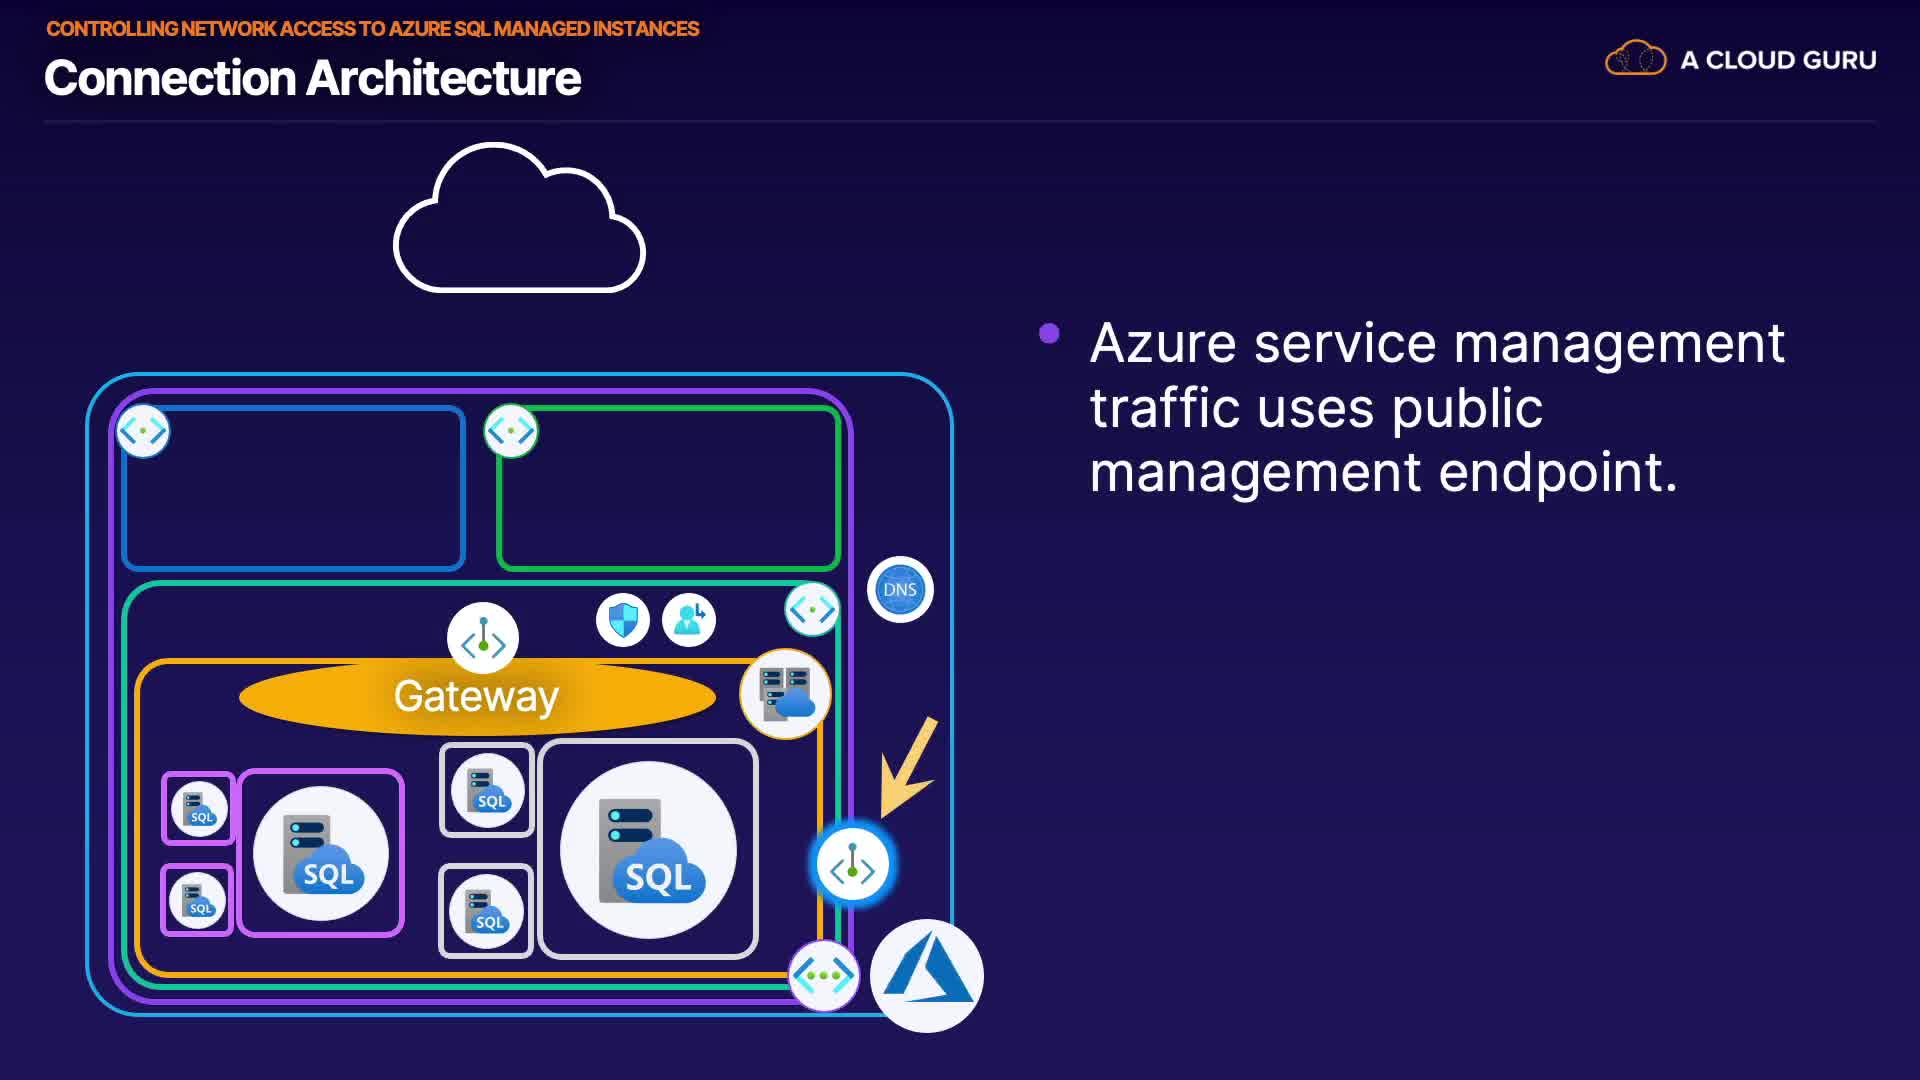 CONTROLLING NETWORK ACCESS TO AZURE SQL MANAGED INSTANCES
Connection Architecture
A CLOUD GURU
Azure service management
traffic uses public
management endpoint.
DNS
Gateway
SQL
SQL
SQL
SQL
SQL
SQL